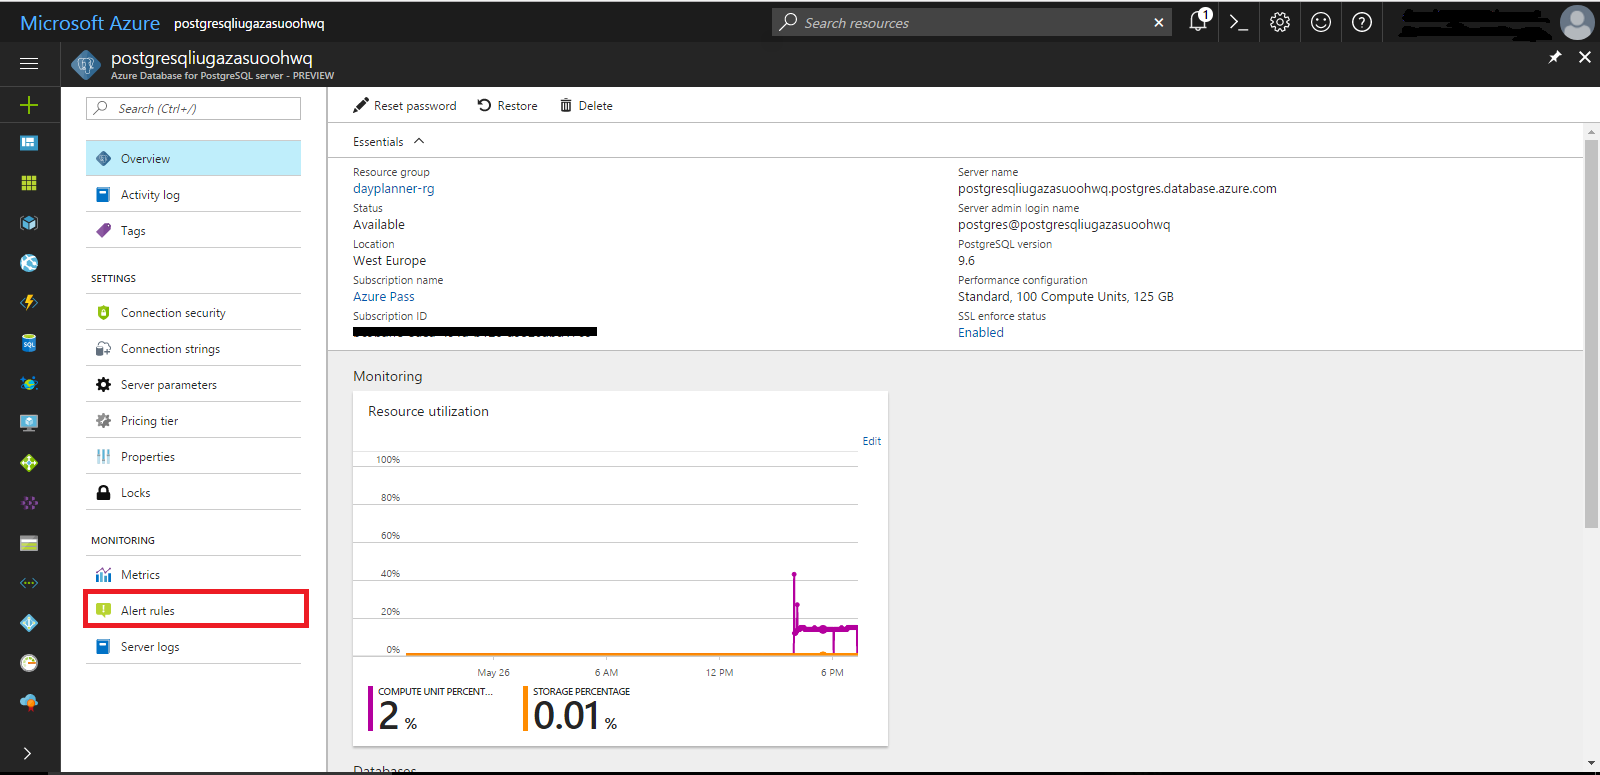 Microsoft Azure postgresqliugazasuoohwq
Search resources
1
postgresqliugazasuoohwq
Azure Database for PostgreSQL server - PREVIEW
Search (Ctrl+/)
Overview
Activity log
Tags
SETTINGS
Connection security
Connection strings
Server parameters
Pricing tier
Properties
Locks
MONITORING
Metrics
Alert rules
Server logs
SQL
Reset password Restore Delete
Essentials
Resource group
dayplanner-rg
Status
Available
Location
West Europe
Subscription name
Azure Pass
Subscription ID
Server name
postgresqliugazasuoohwq.postgres.database.azure.com
Server admin login name
postgres@postgresqliugazasuoohwq
PostgreSQL version
9.6
Performance configuration
Standard, 100 Compute Units, 125 GB
SSL enforce status
Enabled
Monitoring
Resource utilization
Edit
100%
80%
60%
40%
20%
0%
May 26 6 AM 12 PM 6 PM
COMPUTE UNIT PERCENT...
2 %
STORAGE PERCENTAGE
0.01 %
Databases